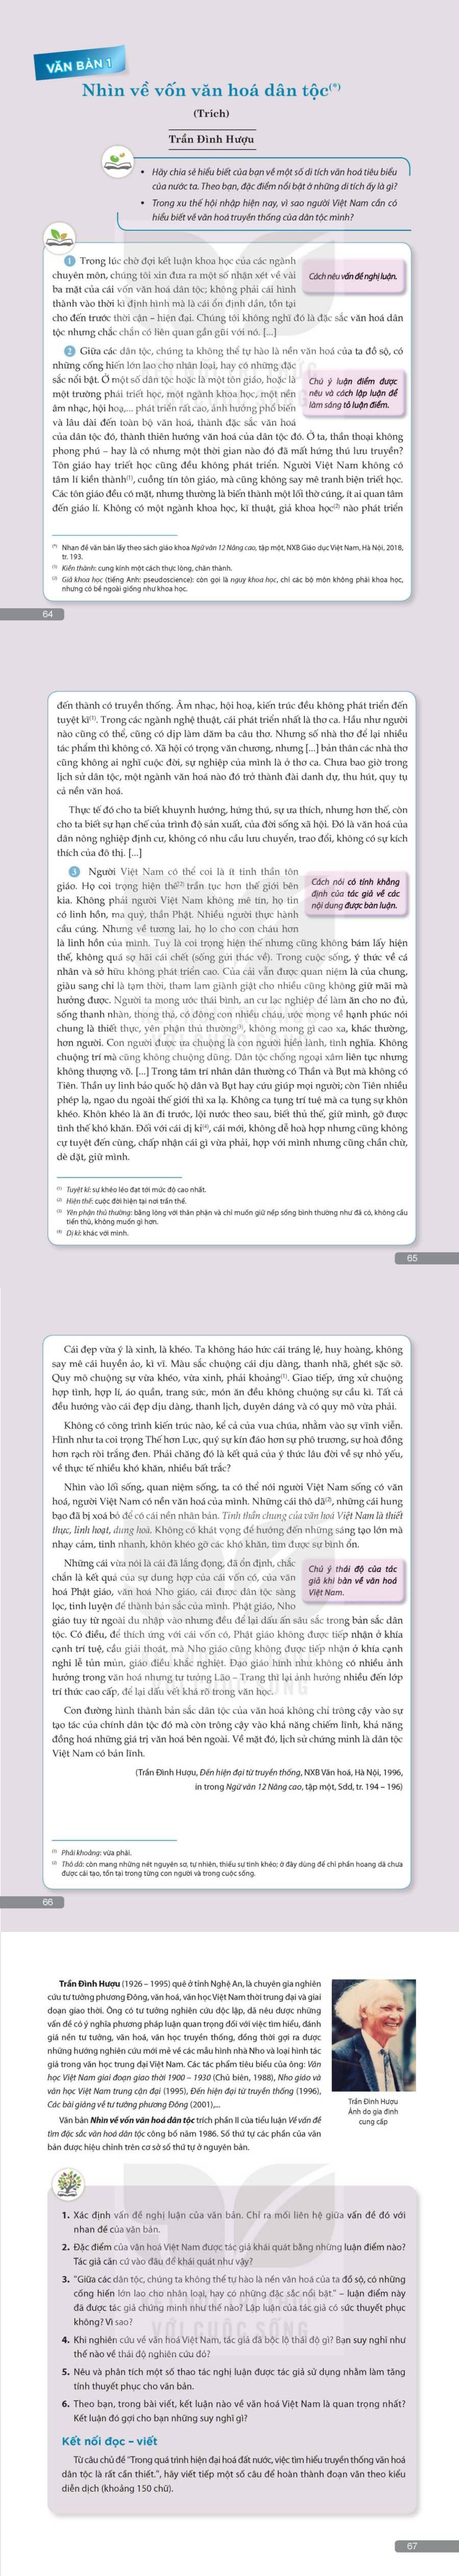 VĂN BẢN 1
Nhìn về vốn văn hoá dân tộc(*)
(Trích)
Trần Đình Hượu
• Hãy chia sẻ hiểu biết của bạn về một số di tích văn hoá tiêu biểu
của nước ta. Theo bạn, đặc điểm nổi bật ở những di tích ấy là gì?
• Trong xu thế hội nhập hiện nay, vì sao người Việt Nam cần có
hiểu biết về văn hoá truyền thống của dân tộc mình?
1 Trong lúc chờ đợi kết luận khoa học của các ngành
chuyên môn, chúng tôi xin đưa ra một số nhận xét về vài
ba mặt của cái vốn văn hoá dân tộc; không phải cái hình
thành vào thời kì định hình mà là cái ổn định dần, tồn tại
cho đến trước thời cận – hiện đại. Chúng tôi không nghĩ đó là đặc sắc văn hoá dân
tộc nhưng chắc chắn có liên quan gần gũi với nó. [...]
Cách nêu vấn đề nghị luận.
2 Giữa các dân tộc, chúng ta không thể tự hào là nền văn hoá của ta đồ sộ, có
những cống hiến lớn lao cho nhân loại, hay có những đặc
sắc nổi bật. Ở một số dân tộc hoặc là một tôn giáo, hoặc là
một trường phái triết học, một ngành khoa học, một nền
âm nhạc, hội hoạ,... phát triển rất cao, ảnh hưởng phổ biến
và lâu dài đến toàn bộ văn hoá, thành đặc sắc văn hoá
của dân tộc đó, thành thiên hướng văn hoá của dân tộc đó. Ở ta, thần thoại không
phong phú – hay là có nhưng một thời gian nào đó đã mất hứng thú lưu truyền?
Tôn giáo hay triết học cũng đều không phát triển. Người Việt Nam không có
tâm lí kiền thành(1), cuồng tín tôn giáo, mà cũng không say mê tranh biện triết học.
Các tôn giáo đều có mặt, nhưng thường là biến thành một lối thờ cúng, ít ai quan tâm
đến giáo lí. Không có một ngành khoa học, kĩ thuật, giả khoa học(2) nào phát triển
Chú ý luận điểm được
nêu và cách lập luận để
làm sáng tỏ luận điểm.
(*) Nhan đề văn bản lấy theo sách giáo khoa Ngữ văn 12 Nâng cao, tập một, NXB Giáo dục Việt Nam, Hà Nội, 2018,
tr. 193.
(1) Kiền thành: cung kính một cách thực lòng, chân thành.
(2) Giả khoa học (tiếng Anh: pseudoscience): còn gọi là ngụy khoa học, chỉ các bộ môn không phải khoa học,
nhưng có bề ngoài giống như khoa học.
64
đến thành có truyền thống. Âm nhạc, hội hoạ, kiến trúc đều không phát triển đến
tuyệt kĩ(1). Trong các ngành nghệ thuật, cái phát triển nhất là thơ ca. Hầu như người
nào cũng có thể, cũng có dịp làm dăm ba câu thơ. Nhưng số nhà thơ để lại nhiều
tác phẩm thì không có. Xã hội có trọng văn chương, nhưng [...] bản thân các nhà thơ
cũng không ai nghĩ cuộc đời, sự nghiệp của mình là ở thơ ca. Chưa bao giờ trong
lịch sử dân tộc, một ngành văn hoá nào đó trở thành đài danh dự, thu hút, quy tụ
cả nền văn hoá.
Thực tế đó cho ta biết khuynh hướng, hứng thú, sự ưa thích, nhưng hơn thế, còn
cho ta biết sự hạn chế của trình độ sản xuất, của đời sống xã hội. Đó là văn hoá của
dân nông nghiệp định cư, không có nhu cầu lưu chuyển, trao đổi, không có sự kích
thích của đô thị. [...]
3 Người Việt Nam có thể coi là ít tinh thần tôn
giáo. Họ coi trọng hiện thế(2) trần tục hơn thế giới bên
kia. Không phải người Việt Nam không mê tín, họ tin
có linh hồn, ma quỷ, thần Phật. Nhiều người thực hành
cầu cúng. Nhưng về tương lai, họ lo cho con cháu hơn
là linh hồn của mình. Tuy là coi trọng hiện thế nhưng cũng không bám lấy hiện
thế, không quá sợ hãi cái chết (sống gửi thác về). Trong cuộc sống, ý thức về cá
nhân và sở hữu không phát triển cao. Của cải vẫn được quan niệm là của chung,
giàu sang chỉ là tạm thời, tham lam giành giật cho nhiều cũng không giữ mãi mà
hưởng được. Người ta mong ước thái bình, an cư lạc nghiệp để làm ăn cho no đủ,
sống thanh nhàn, thong thả, có đông con nhiều cháu, ước mong về hạnh phúc nói
chung là thiết thực, yên phận thủ thường(3), không mong gì cao xa, khác thường,
hơn người. Con người được ưa chuộng là con người hiền lành, tình nghĩa. Không
chuộng trí mà cũng không chuộng dũng. Dân tộc chống ngoại xâm liên tục nhưng
không thượng võ. [...] Trong tâm trí nhân dân thường có Thần và Bụt mà không có
Tiên. Thần uy linh bảo quốc hộ dân và Bụt hay cứu giúp mọi người; còn Tiên nhiều
phép lạ, ngao du ngoài thế giới thì xa lạ. Không ca tụng trí tuệ mà ca tụng sự khôn
khéo. Khôn khéo là ăn đi trước, lội nước theo sau, biết thủ thế, giữ mình, gỡ được
tình thế khó khăn. Đối với cái dị kỉ(4), cái mới, không dễ hoà hợp nhưng cũng không
cự tuyệt đến cùng, chấp nhận cái gì vừa phải, hợp với mình nhưng cũng chần chừ,
dè dặt, giữ mình.
Cách nói có tính khẳng
định của tác giả về các
nội dung được bàn luận.
(1) Tuyệt kĩ: sự khéo léo đạt tới mức độ cao nhất.
(2) Hiện thế: cuộc đời hiện tại nơi trần thế.
(3) Yên phận thủ thường: bằng lòng với thân phận và chỉ muốn giữ nếp sống bình thường như đã có, không cầu
tiến thủ, không muốn gì hơn.
(4) Dị kỉ: khác với mình.
65
Cái đẹp vừa ý là xinh, là khéo. Ta không háo hức cái tráng lệ, huy hoàng, không
say mê cái huyền ảo, kì vĩ. Màu sắc chuộng cái dịu dàng, thanh nhã, ghét sặc sỡ.
Quy mô chuộng sự vừa khéo, vừa xinh, phải khoảng(1). Giao tiếp, ứng xử chuộng
hợp tình, hợp lí, áo quần, trang sức, món ăn đều không chuộng sự cầu kì. Tất cả
đều hướng vào cái đẹp dịu dàng, thanh lịch, duyên dáng và có quy mô vừa phải.
Không có công trình kiến trúc nào, kể cả của vua chúa, nhằm vào sự vĩnh viễn.
Hình như ta coi trọng Thế hơn Lực, quý sự kín đáo hơn sự phô trương, sự hoà đồng
hơn rạch ròi trắng đen. Phải chăng đó là kết quả của ý thức lâu đời về sự nhỏ yếu,
về thực tế nhiều khó khăn, nhiều bất trắc?
Nhìn vào lối sống, quan niệm sống, ta có thể nói người Việt Nam sống có văn
hoá, người Việt Nam có nền văn hoá của mình. Những cái thô dã(2), những cái hung
bạo đã bị xoá bỏ để có cái nền nhân bản. Tinh thần chung của văn hoá Việt Nam là thiết
thực, linh hoạt, dung hoà. Không có khát vọng để hướng đến những sáng tạo lớn mà
nhạy cảm, tinh nhanh, khôn khéo gỡ các khó khăn, tìm được sự bình ổn.
Những cái vừa nói là cái đã lắng đọng, đã ổn định, chắc
chắn là kết quả của sự dung hợp của cái vốn có, của văn
hoá Phật giáo, văn hoá Nho giáo, cái được dân tộc sàng
lọc, tinh luyện để thành bản sắc của mình. Phật giáo, Nho
giáo tuy từ ngoài du nhập vào nhưng đều để lại dấu ấn sâu sắc trong bản sắc dân
tộc. Có điều, để thích ứng với cái vốn có, Phật giáo không được tiếp nhận ở khía
cạnh trí tuệ, cầu giải thoát, mà Nho giáo cũng không được tiếp nhận ở khía cạnh
nghi lễ tủn mủn, giáo điều khắc nghiệt. Đạo giáo hình như không có nhiều ảnh
hưởng trong văn hoá nhưng tư tưởng Lão – Trang thì lại ảnh hưởng nhiều đến lớp
trí thức cao cấp, để lại dấu vết khá rõ trong văn học.
Chú ý thái độ của tác
giả khi bàn về văn hoá
Việt Nam.
Con đường hình thành bản sắc dân tộc của văn hoá không chỉ trông cậy vào sự
tạo tác của chính dân tộc đó mà còn trông cậy vào khả năng chiếm lĩnh, khả năng
đồng hoá những giá trị văn hoá bên ngoài. Về mặt đó, lịch sử chứng minh là dân tộc
Việt Nam có bản lĩnh.
(Trần Đình Hượu, Đến hiện đại từ truyền thống, NXB Văn hoá, Hà Nội, 1996,
in trong Ngữ văn 12 Nâng cao, tập một, Sđd, tr. 194 – 196)
(1) Phải khoảng: vừa phải.
(2) Thô dã: còn mang những nét nguyên sơ, tự nhiên, thiếu sự tinh khéo; ở đây dùng để chỉ phần hoang dã chưa
được cải tạo, tồn tại trong từng con người và trong cuộc sống.
66
Trần Đình Hượu (1926 – 1995) quê ở tỉnh Nghệ An, là chuyên gia nghiên
cứu tư tưởng phương Đông, văn hoá, văn học Việt Nam thời trung đại và giai
đoạn giao thời. Ông có tư tưởng nghiên cứu độc lập, đã nêu được những
vấn đề có ý nghĩa phương pháp luận quan trọng đối với việc tìm hiểu, đánh
giá nền tư tưởng, văn hoá, văn học truyền thống, đồng thời gợi ra được
những hướng nghiên cứu mới mẻ về các mẫu hình nhà Nho và loại hình tác
giả trong văn học trung đại Việt Nam. Các tác phẩm tiêu biểu của ông: Văn
học Việt Nam giai đoạn giao thời 1900 – 1930 (Chủ biên, 1988), Nho giáo và
văn học Việt Nam trung cận đại (1995), Đến hiện đại từ truyền thống (1996),
Các bài giảng về tư tưởng phương Đông (2001),...
Văn bản Nhìn về vốn văn hoá dân tộc trích phần II của tiểu luận Về vấn đề
tìm đặc sắc văn hoá dân tộc công bố năm 1986. Số thứ tự các phần của văn
bản được hiệu chỉnh trên cơ sở số thứ tự ở nguyên bản.
Trần Đình Hượu
Ảnh do gia đình
cung cấp
1. Xác định vấn đề nghị luận của văn bản. Chỉ ra mối liên hệ giữa vấn đề đó với
nhan đề của văn bản.
2. Đặc điểm của văn hoá Việt Nam được tác giả khái quát bằng những luận điểm nào?
Tác giả căn cứ vào đâu để khái quát như vậy?
3. "Giữa các dân tộc, chúng ta không thể tự hào là nền văn hoá của ta đồ sộ, có những
cống hiến lớn lao cho nhân loại, hay có những đặc sắc nổi bật." – luận điểm này
đã được tác giả chứng minh như thế nào? Lập luận của tác giả có sức thuyết phục
không? Vì sao?
4. Khi nghiên cứu về văn hoá Việt Nam, tác giả đã bộc lộ thái độ gì? Bạn suy nghĩ như
thế nào về thái độ nghiên cứu đó?
5. Nêu và phân tích một số thao tác nghị luận được tác giả sử dụng nhằm làm tăng
tính thuyết phục cho văn bản.
6. Theo bạn, trong bài viết, kết luận nào về văn hoá Việt Nam là quan trọng nhất?
Kết luận đó gợi cho bạn những suy nghĩ gì?
Kết nối đọc – viết
Từ câu chủ đề "Trong quá trình hiện đại hoá đất nước, việc tìm hiểu truyền thống văn hoá
dân tộc là rất cần thiết.", hãy viết tiếp một số câu để hoàn thành đoạn văn theo kiểu
diễn dịch (khoảng 150 chữ).
67